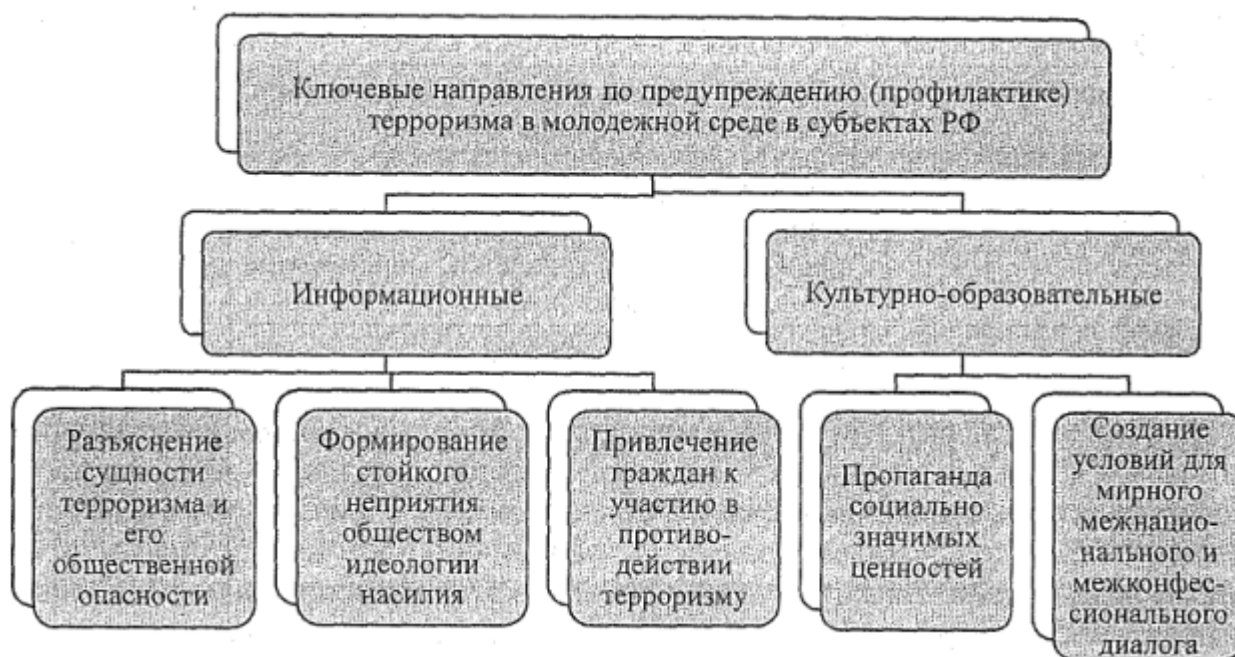 Ключевые направления по предупреждению (профилактике)
терроризма в молодежной среде в субъектах РФ
Информационные
Культурно-образовательные
Разъяснение
сущности
терроризма и
его
общественной
опасности
Формирование
стойкого
неприятия
обществом
идеологии
насилия
Привлечение
граждан к
участию в
противо-
действии
терроризму
Пропаганда
социально
значимых
ценностей
Создание
условий для
мирного
межнацио-
нального и
межконфес-
сионального
диалога